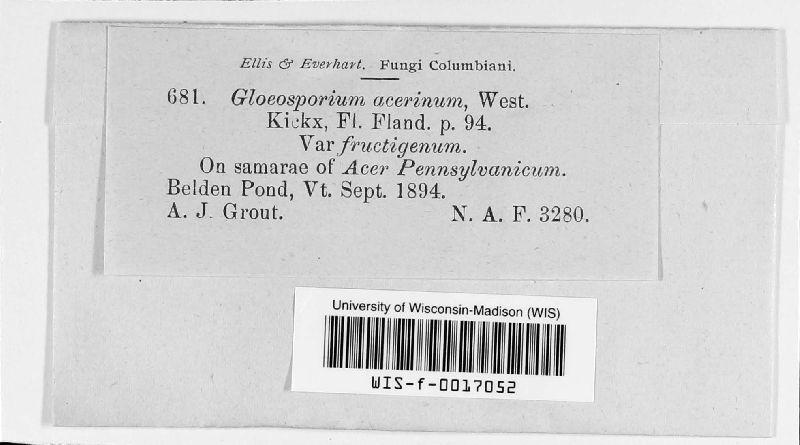 Ellis & Everhart. Fungi Columbiani.
681. Gloeosporium acerinum, West.
Kickx, Fl. Fland. p. 94.
Var fructigenum.
On samarae of Acer Pennsylvanicum.
Belden Pond, Vt. Sept. 1894.
A. J. Grout. N. A. F. 3280.
University of Wisconsin-Madison (WIS)
WIS-f-0017052